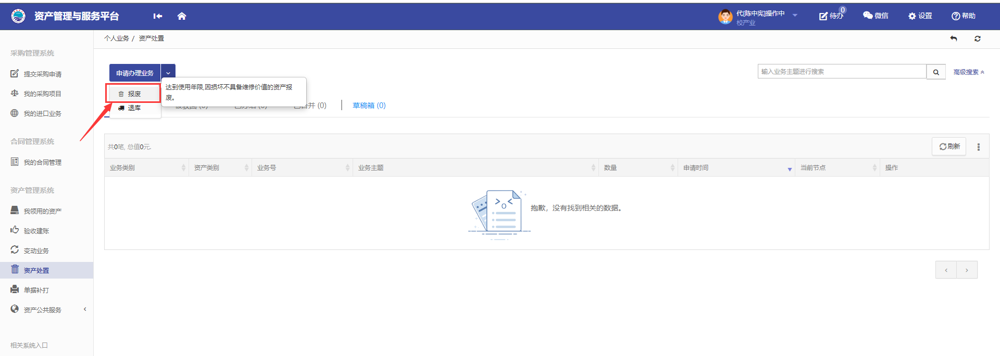 资产管理与服务平台
代[陈中宪]操作中
校产业
待办
0
微信
设置
帮助
个人业务 / 资产处置
采购管理系统
提交采购申请
我的采购项目
我的进口业务
合同管理系统
我的合同管理
资产管理系统
我领用的资产
验收建账
变动业务
资产处置
单据补打
资产公共服务
相关系统入口
申请办理业务
输入业务主题进行搜索
高级搜索
报废
退库
达到使用年限,因损坏不具备维修价值的资产报
废。
(0)
(0)
合并 (0)
草稿箱 (0)
共0笔, 总值0元.
刷新
业务类别
资产类别
业务号
业务主题
数量
申请时间
当前节点
操作
抱歉，没有找到相关的数据。